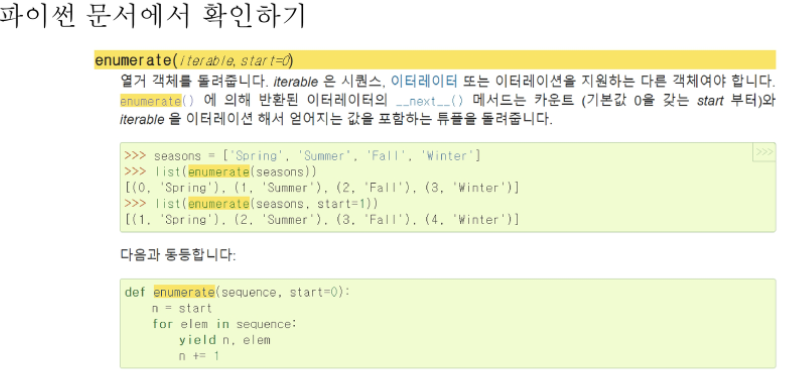 파이썬 문서에서 확인하기
enumerate(iterable, start=0)
열거 객체를 돌려줍니다. iterable 은 시퀀스, 이터레이터 또는 이터레이션을 지원하는 다른 객체여야 합니다.
enumerate() 에 의해 반환된 이터레이터의 __next__() 메서드는 카운트 (기본값 0을 갖는 start 부터)와
iterable 을 이터레이션 해서 얻어지는 값을 포함하는 튜플을 돌려줍니다.
>>> seasons = ['Spring', 'Summer', 'Fall', 'Winter']
>>>
>>> list(enumerate(seasons))
[(0, 'Spring'), (1, 'Summer'), (2, 'Fall'), (3, 'Winter')]
>>> list(enumerate(seasons, start=1))
[(1, 'Spring'), (2, 'Summer'), (3, 'Fall'), (4, 'Winter')]
다음과 동등합니다:
def enumerate(sequence, start=0):
    n = start
    for elem in sequence:
        yield n, elem
        n += 1